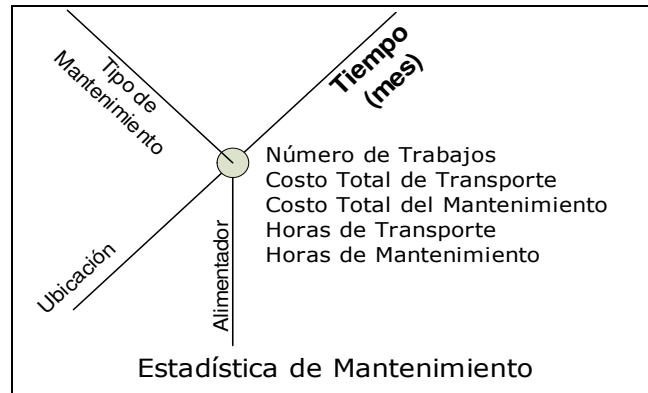 Tipo de
Mantenimiento
Tiempo
(mes)
Número de Trabajos
Costo Total de Transporte
Costo Total del Mantenimiento
Horas de Transporte
Horas de Mantenimiento
Ubicación
Alimentador
Estadística de Mantenimiento